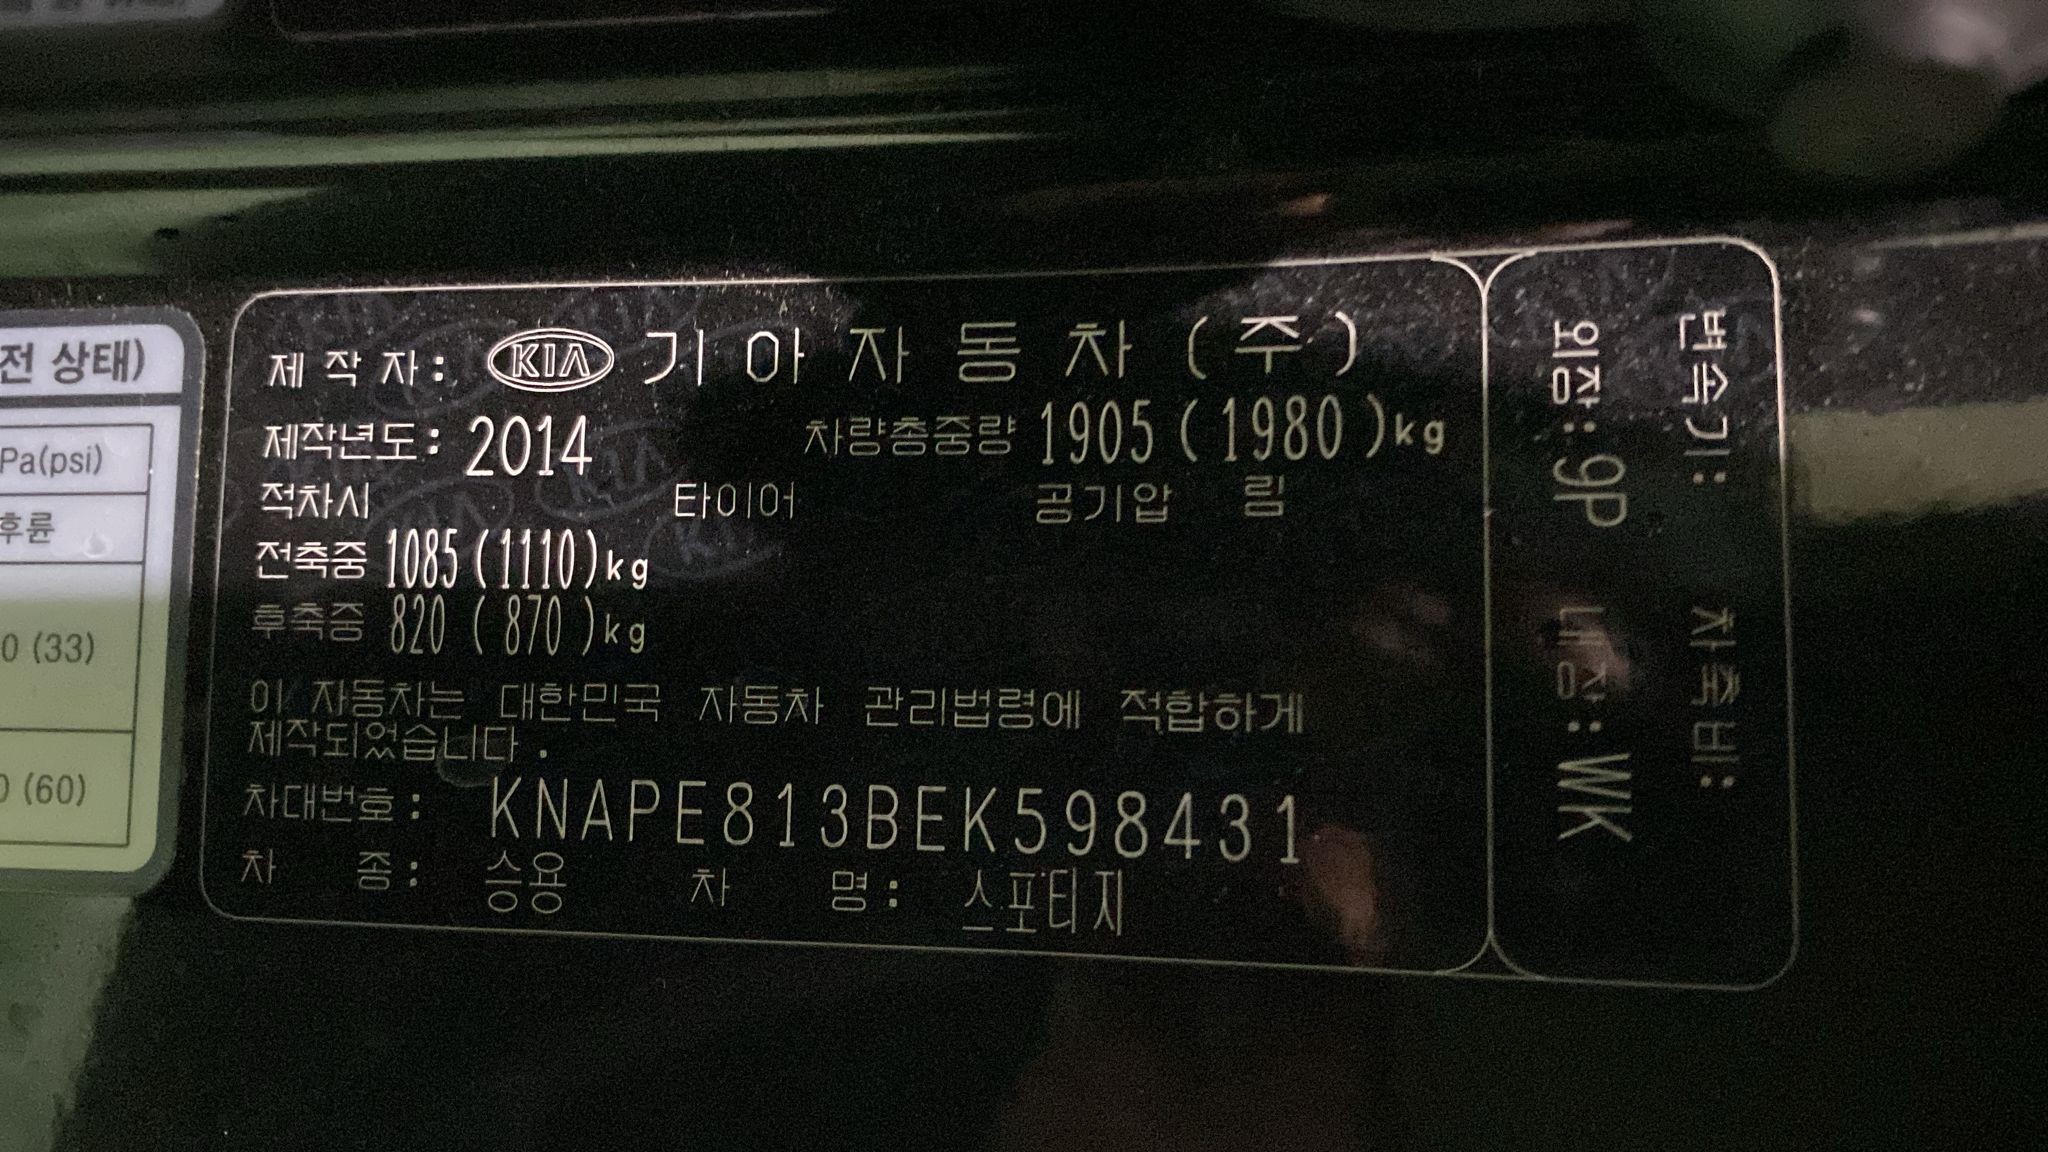 전 상태)
Pa(psi)
후륜
0 (33)
0 (60)
제 작 자 : KIA 기 아 자 동 차 ( 주 )
제작년도 : 2014 차량총중량 1905 ( 1980 )kg
적차시 타이어 공기압 림
전축중 1085 (1110)kg
후축중 820 ( 870 )kg
이 자동차는 대한민국 자동차 관리법령에 적합하게
제작되었습니다 .
차대번호 : KNAPE813BEK598431
차 종 : 승용 차 명 : 스포티지
변속기 : 차축비 :
외장 : 9P 내장 : WK